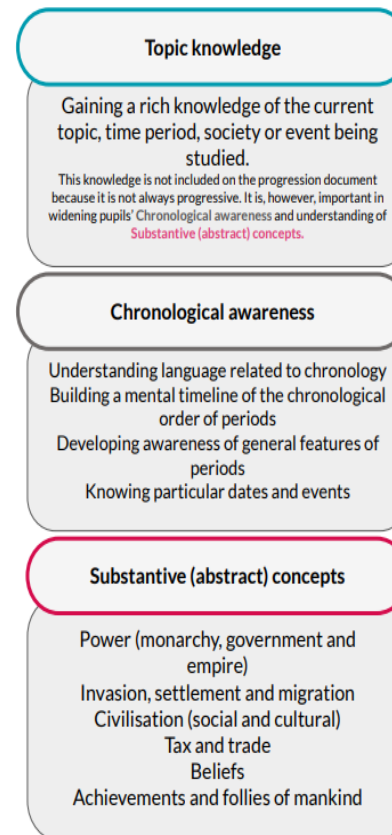 Topic knowledge
Gaining a rich knowledge of the current
topic, time period, society or event being
studied.
This knowledge is not included on the progression document
because it is not always progressive. It is, however, important in
widening pupils' Chronological awareness and understanding of
Substantive (abstract) concepts.
Chronological awareness
Understanding language related to chronology
Building a mental timeline of the chronological
order of periods
Developing awareness of general features of
periods
Knowing particular dates and events
Substantive (abstract) concepts
Power (monarchy, government and
empire)
Invasion, settlement and migration
Civilisation (social and cultural)
Tax and trade
Beliefs
Achievements and follies of mankind